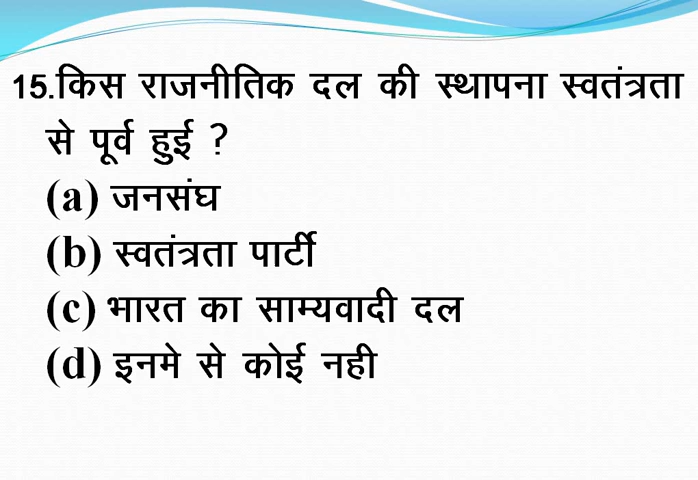 15.किस राजनीतिक दल की स्थापना स्वतंत्रता
से पूर्व हुई ?
(a) जनसंघ
(b) स्वतंत्रता पार्टी
(c) भारत का साम्यवादी दल
(d) इनमे से कोई नही